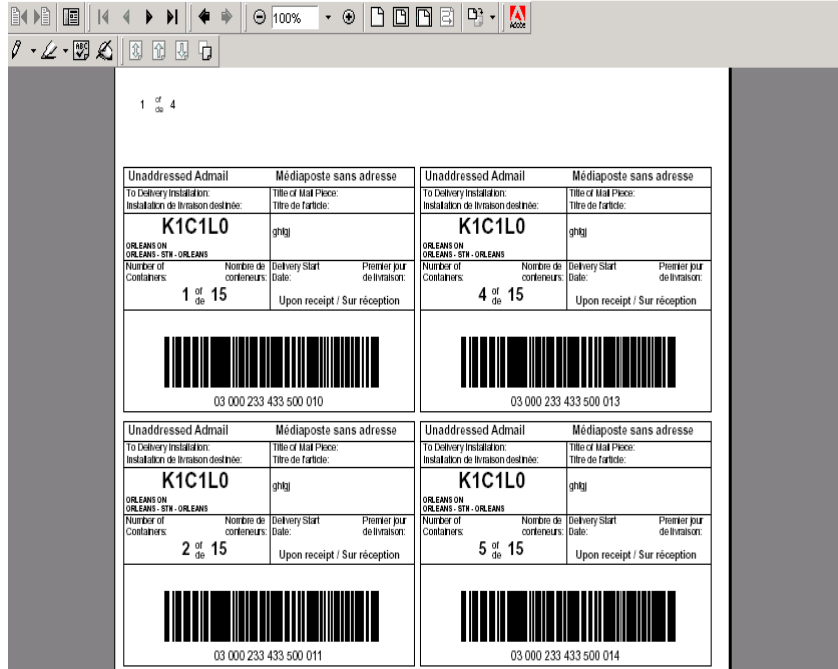 100%
Adobe
ABC
1 of de 4
Unaddressed Admail Médiaposte sans adresse
To Delivery Installation: Title of Mail Piece:
Installation de livraison destinée: Titre de l'article:
K1C1L0
ghfgj
ORLEANS ON
ORLEANS - STN - ORLEANS
Number of Nombre de Delivery Start Premier jour
Containers: conteneurs: Date: de livraison:
1 of de 15 Upon receipt / Sur réception
03 000 233 433 500 010
Unaddressed Admail Médiaposte sans adresse
To Delivery Installation: Title of Mail Piece:
Installation de livraison destinée: Titre de l'article:
K1C1L0
ghfgj
ORLEANS ON
ORLEANS - STN - ORLEANS
Number of Nombre de Delivery Start Premier jour
Containers: conteneurs: Date: de livraison:
4 of de 15 Upon receipt / Sur réception
03 000 233 433 500 013
Unaddressed Admail Médiaposte sans adresse
To Delivery Installation: Title of Mail Piece:
Installation de livraison destinée: Titre de l'article:
K1C1L0
ghfgj
ORLEANS ON
ORLEANS - STN - ORLEANS
Number of Nombre de Delivery Start Premier jour
Containers: conteneurs: Date: de livraison:
2 of de 15 Upon receipt / Sur réception
03 000 233 433 500 011
Unaddressed Admail Médiaposte sans adresse
To Delivery Installation: Title of Mail Piece:
Installation de livraison destinée: Titre de l'article:
K1C1L0
ghfgj
ORLEANS ON
ORLEANS - STN - ORLEANS
Number of Nombre de Delivery Start Premier jour
Containers: conteneurs: Date: de livraison:
5 of de 15 Upon receipt / Sur réception
03 000 233 433 500 014